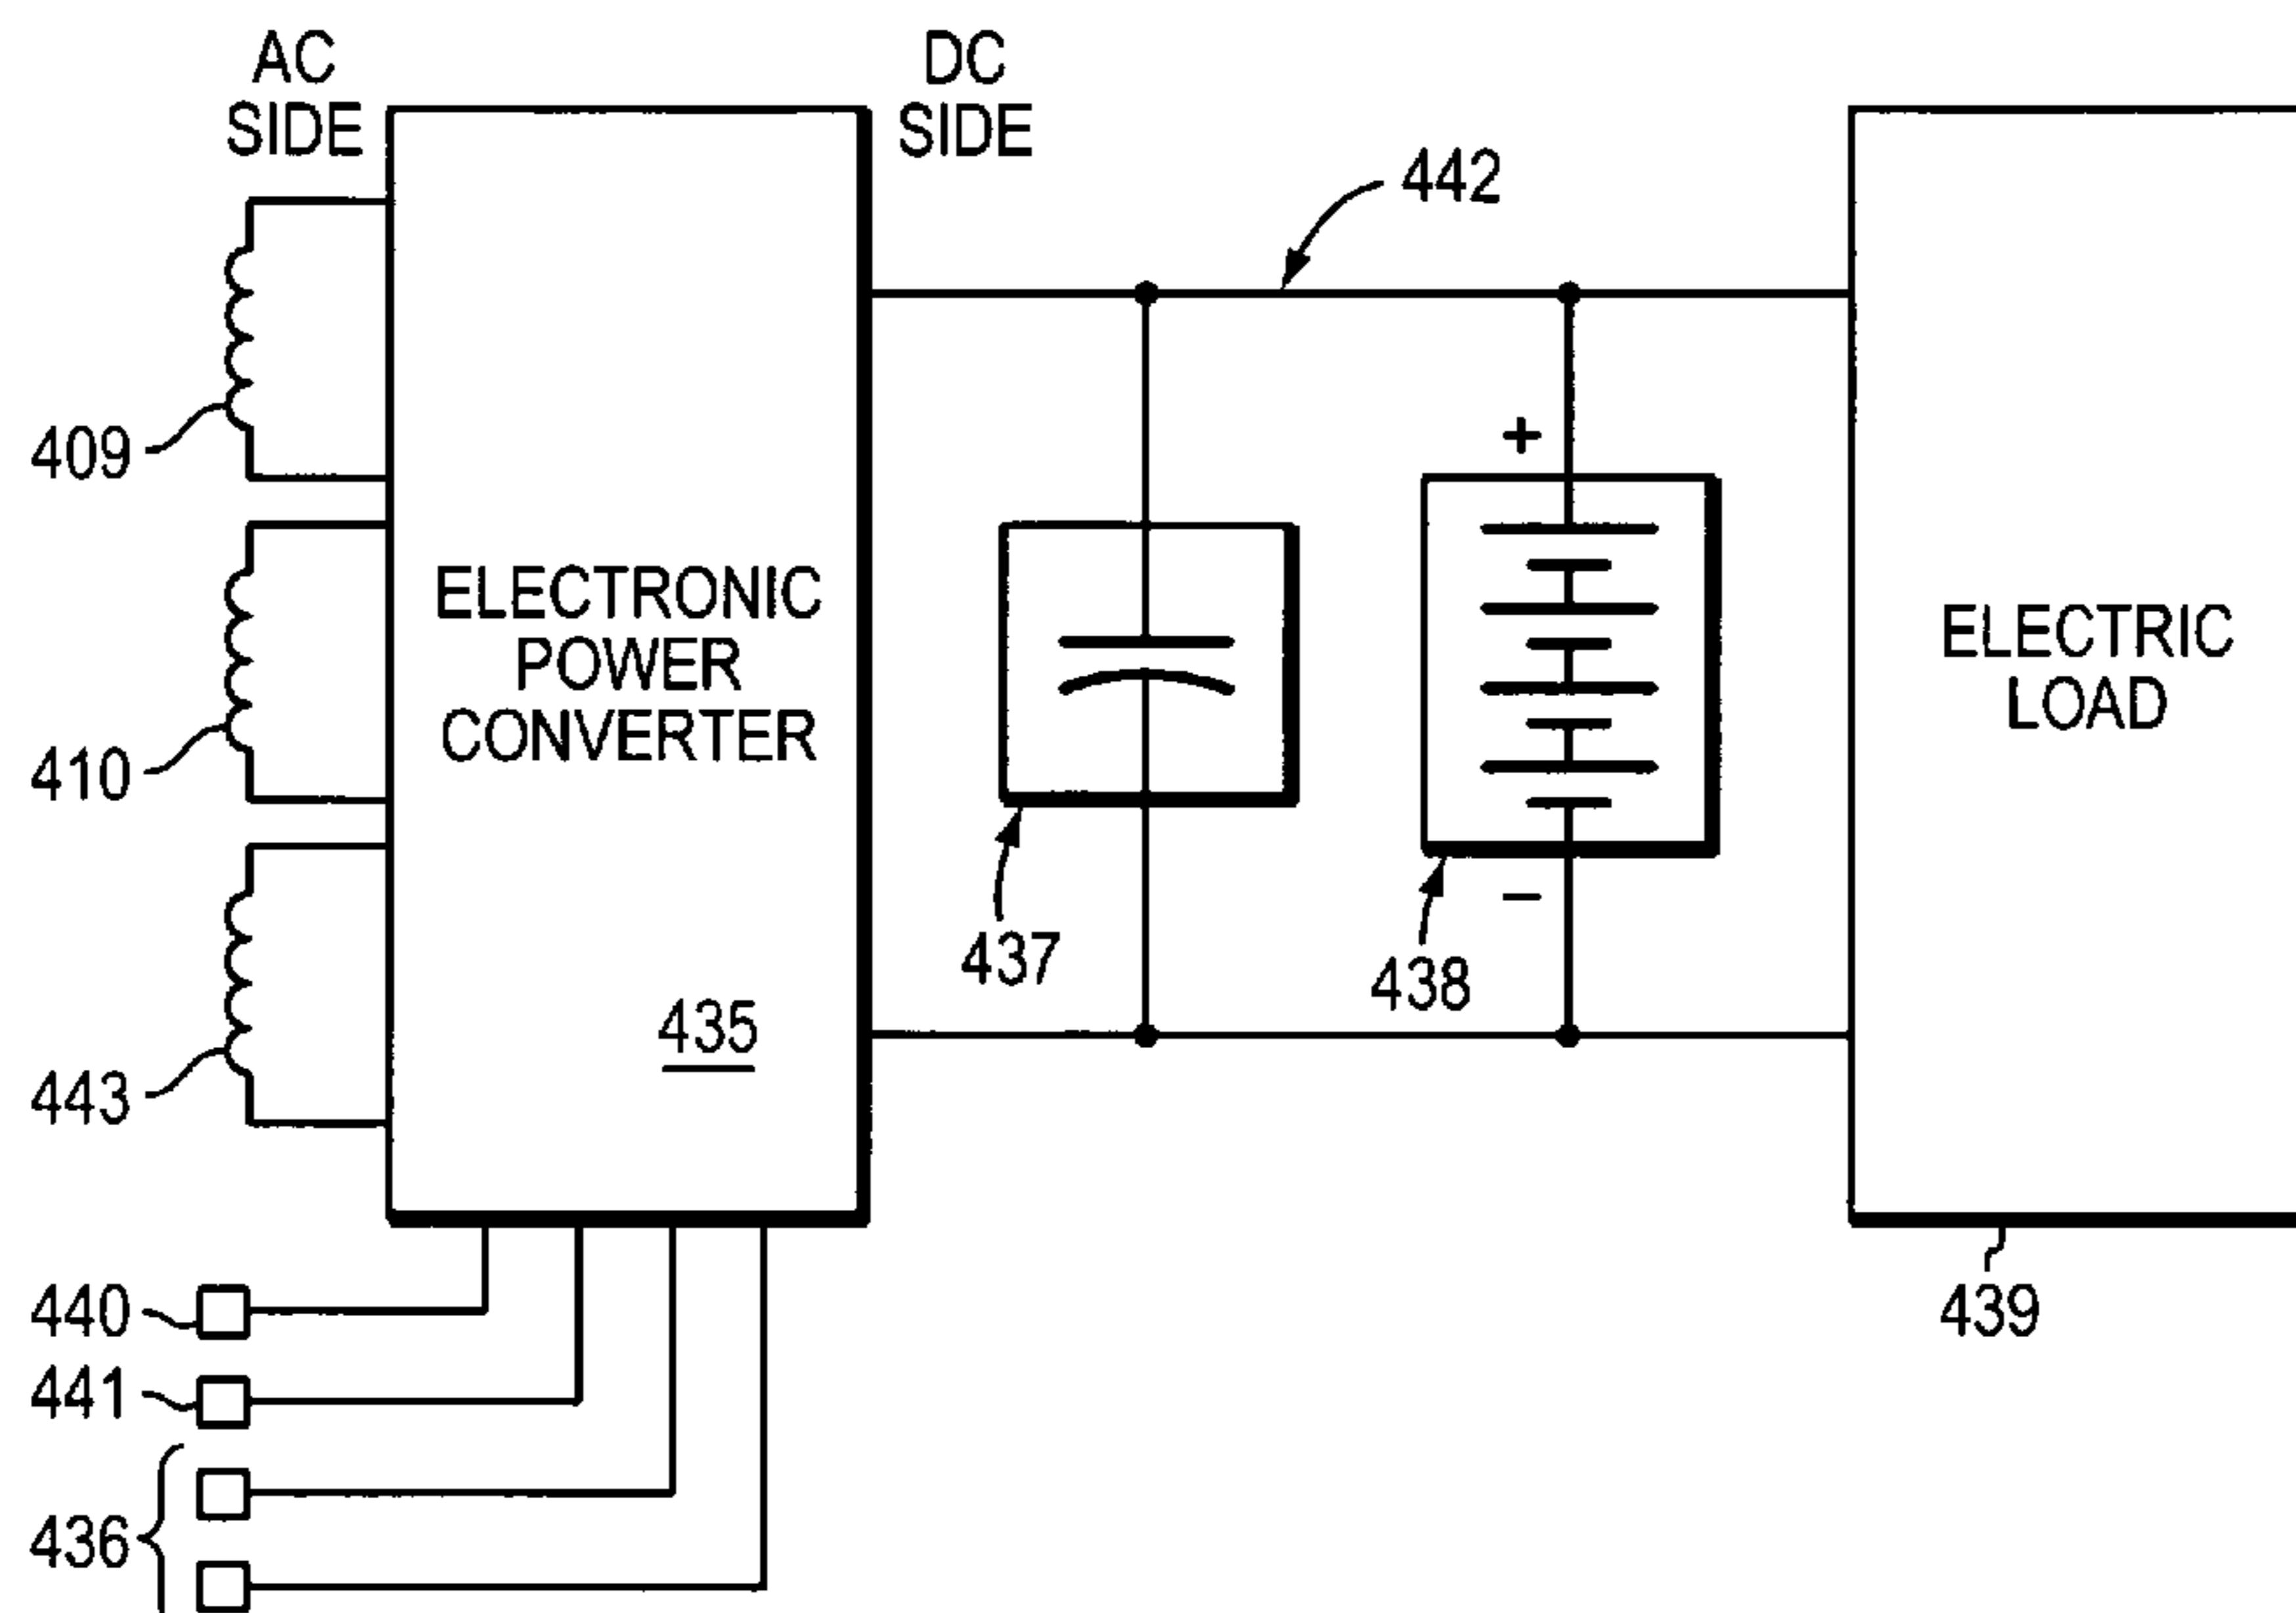 AC
SIDE
DC
SIDE
442
409
+
ELECTRONIC
POWER
CONVERTER
ELECTRIC
LOAD
410
437
−
438
435
443
440
439
441
436